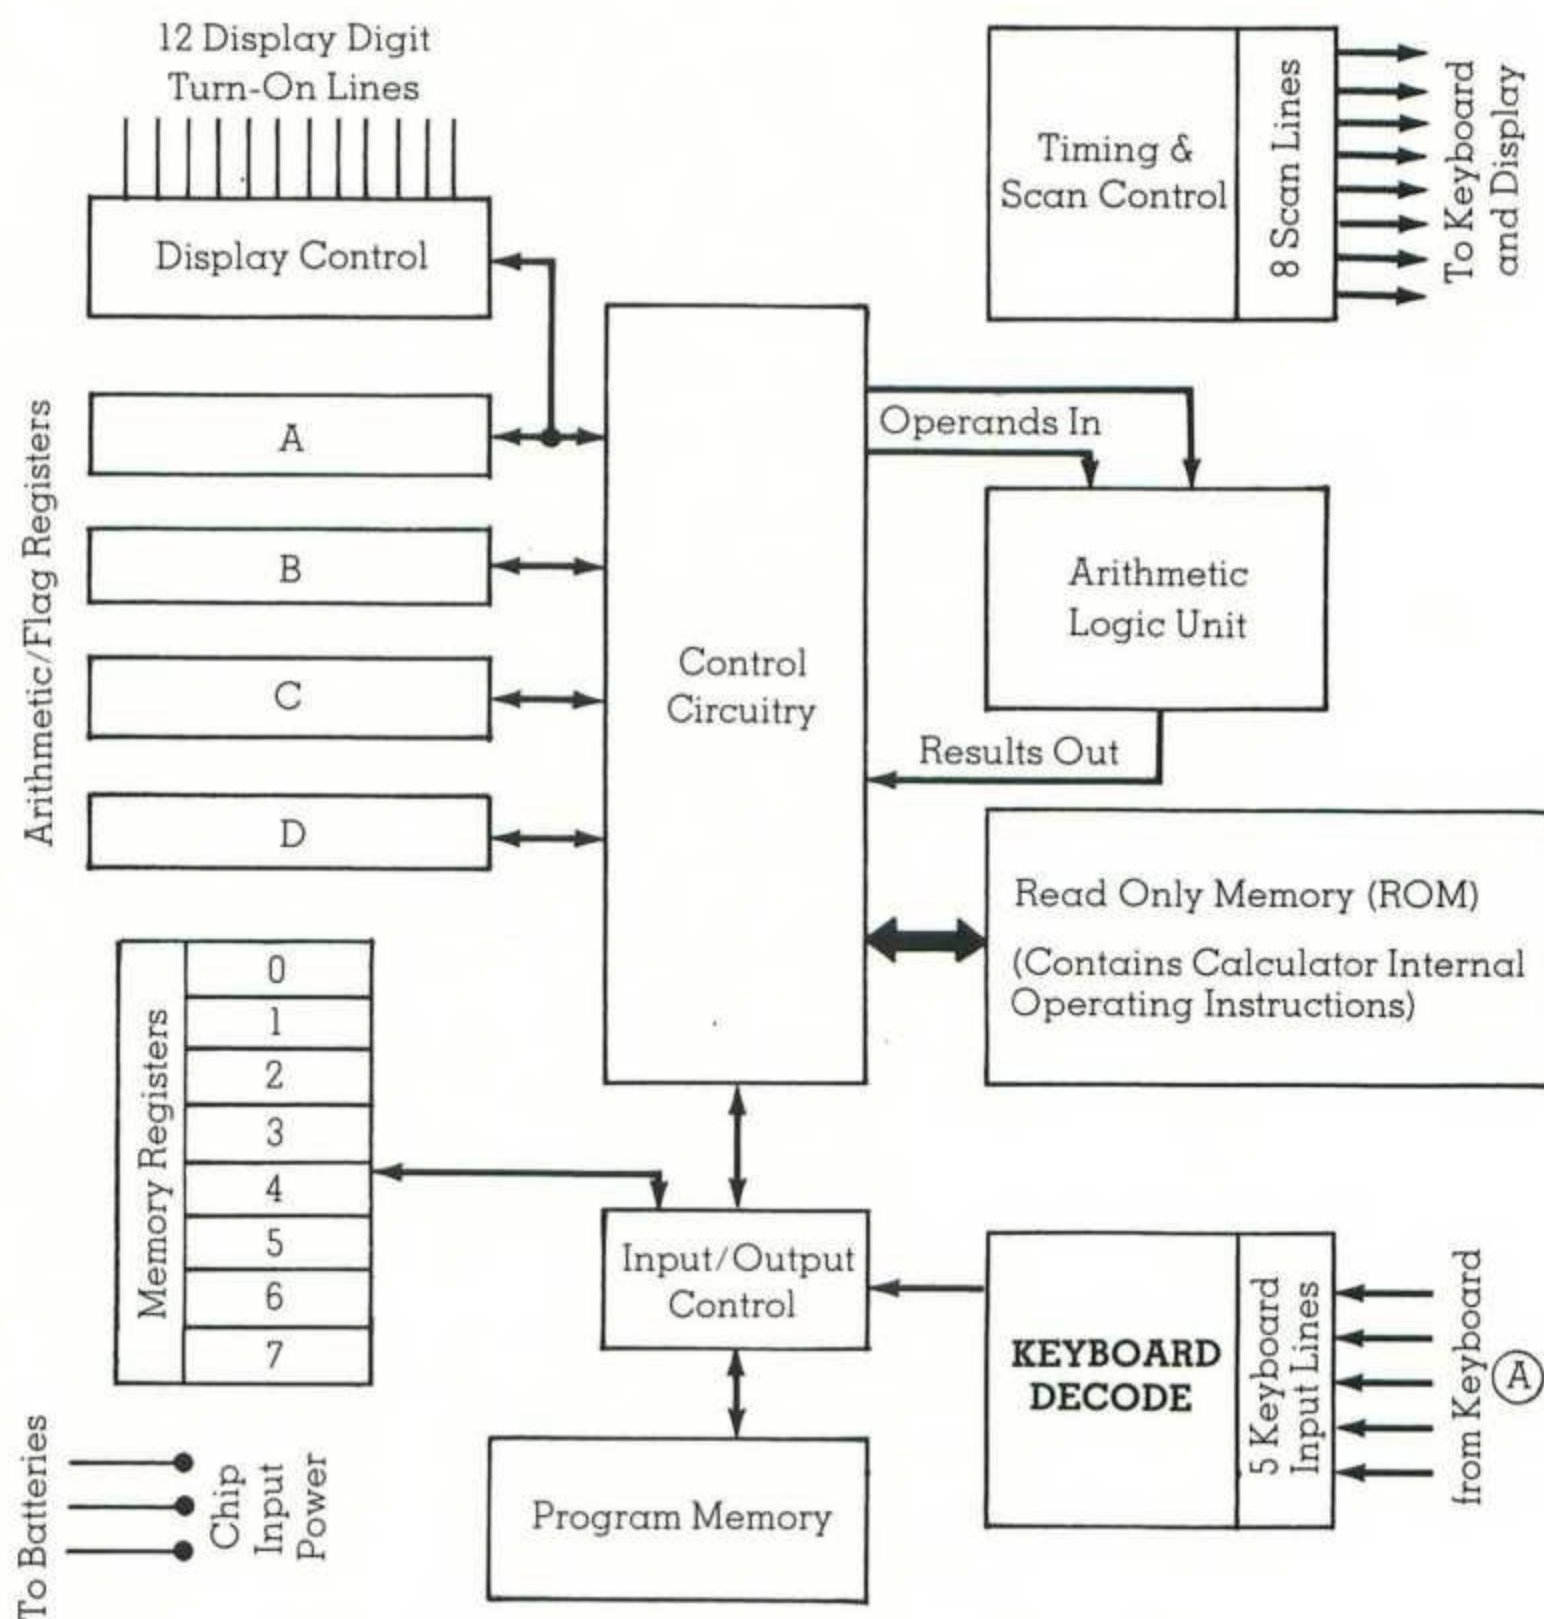 12 Display Digit
Turn-On Lines
Display Control
Timing &
Scan Control
8 Scan Lines
To Keyboard
and Display
Arithmetic/Flag Registers
A
B
C
D
Control
Circuitry
Operands In
Arithmetic
Logic Unit
Results Out
Read Only Memory (ROM)
(Contains Calculator Internal
Operating Instructions)
Memory Registers
0
1
2
3
4
5
6
7
Input/Output
Control
KEYBOARD
DECODE
5 Keyboard
Input Lines
from Keyboard
A
To Batteries
Chip
Input
Power
Program Memory